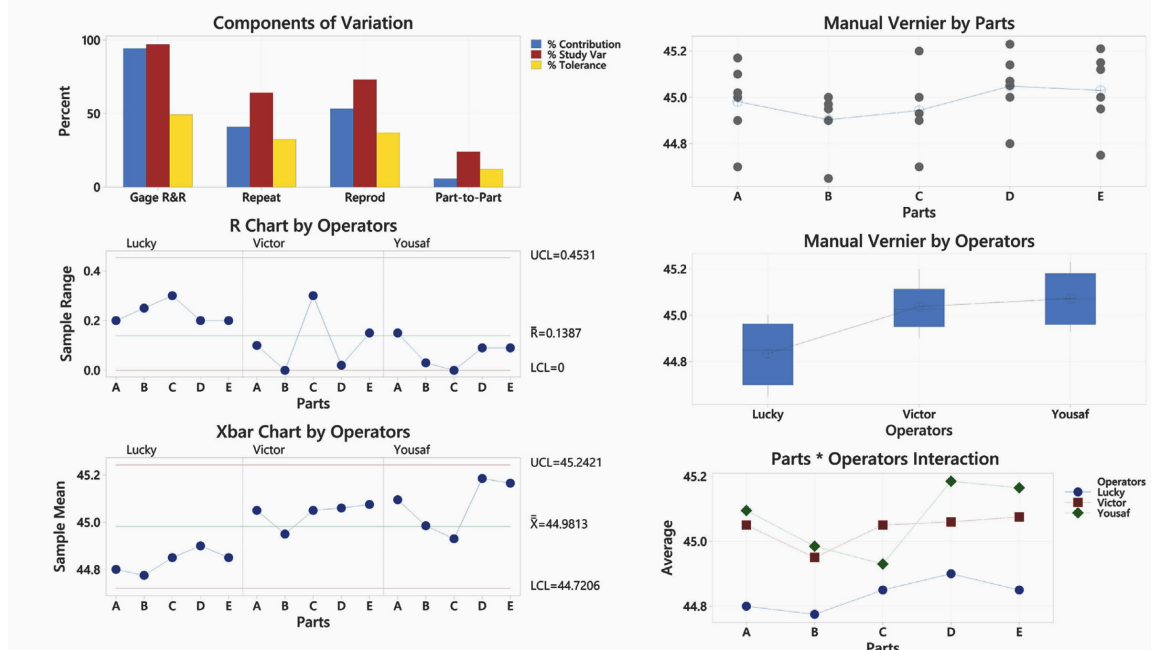 Components of Variation
100
50
0
Percent
Gage R&R
Repeat
Reprod
Part-to-Part
% Contribution
% Study Var
% Tolerance
R Chart by Operators
Lucky
Victor
Yousaf
0.4
0.2
0.0
Sample Range
UCL=0.4531
R̅=0.1387
LCL=0
A B C D E A B C D E A B C D E
Parts
Xbar Chart by Operators
Lucky
Victor
Yousaf
45.2
45.0
44.8
Sample Mean
UCL=45.2421
X̿=44.9813
LCL=44.7206
A B C D E A B C D E A B C D E
Parts
Manual Vernier by Parts
45.2
45.0
44.8
A B C D E
Parts
Manual Vernier by Operators
45.2
45.0
44.8
Lucky
Victor
Yousaf
Operators
Parts * Operators Interaction
45.2
45.0
44.8
Average
A B C D E
Parts
Operators
Lucky
Victor
Yousaf